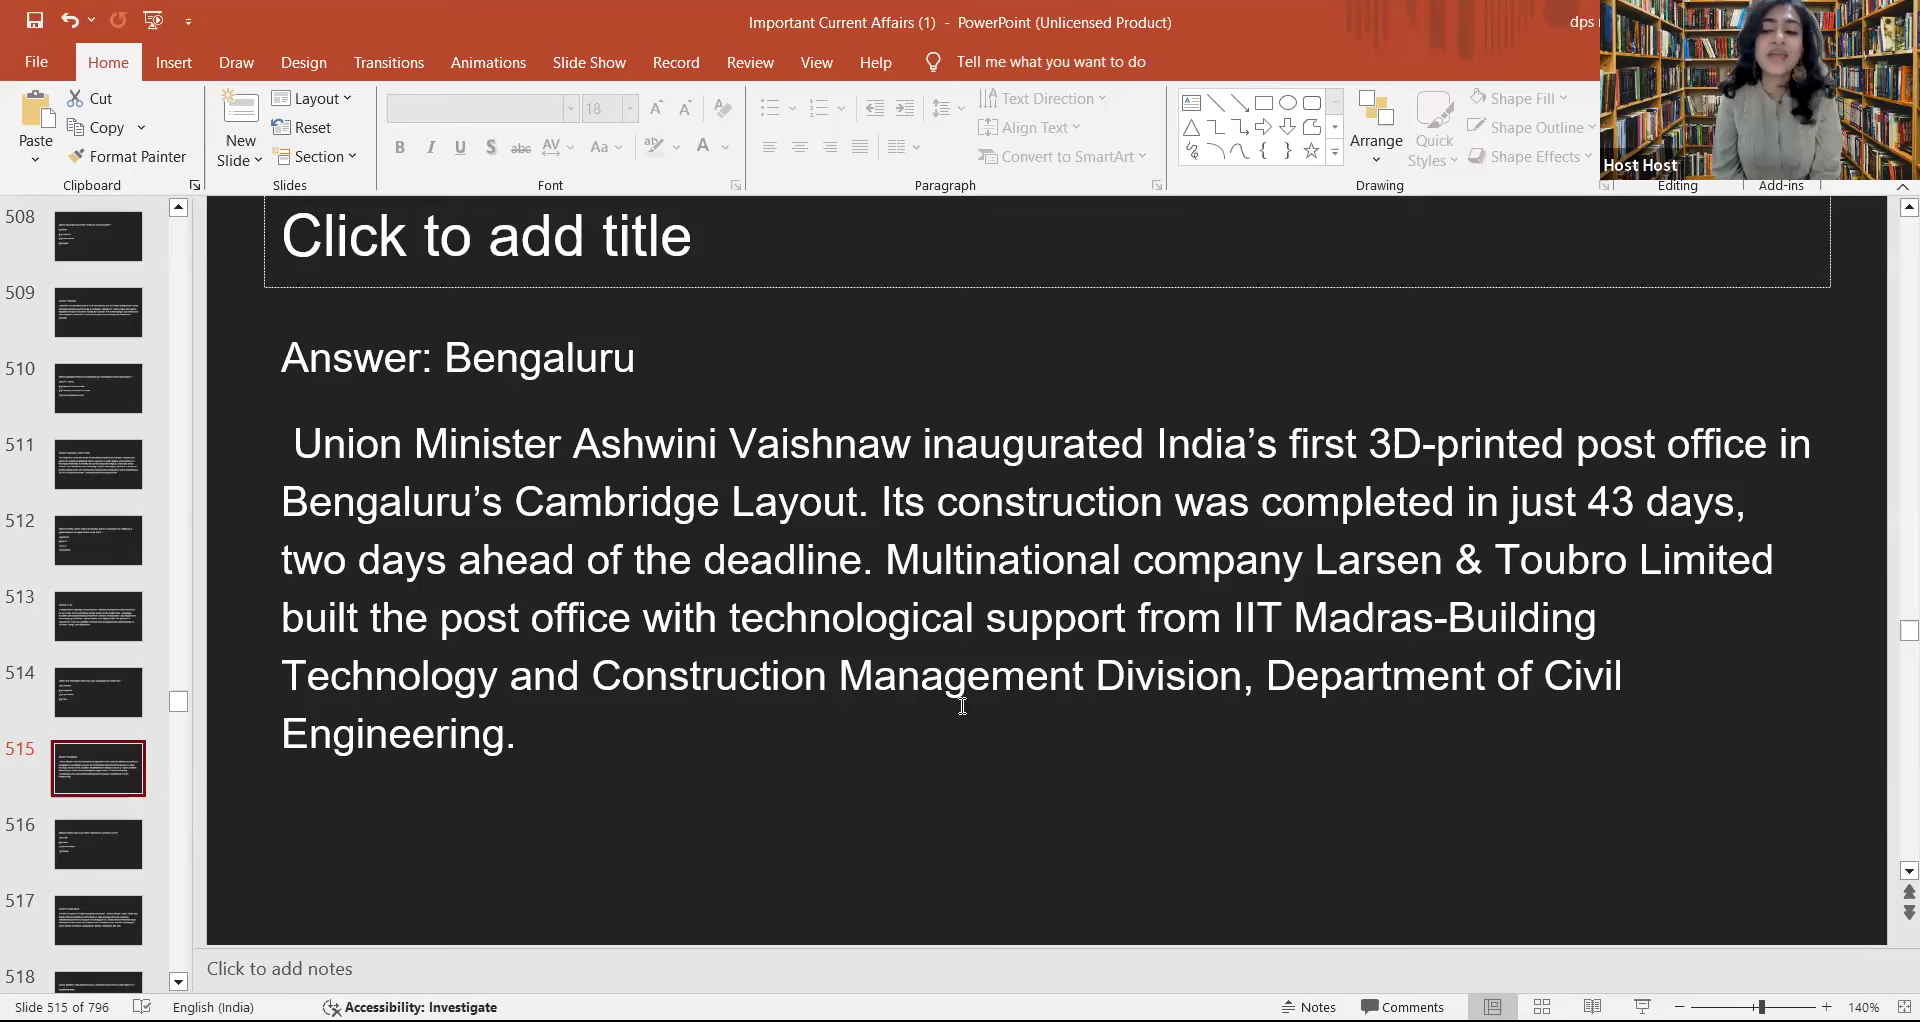 Important Current Affairs (1) - PowerPoint (Unlicensed Product)
dps
File Home Insert Draw Design Transitions Animations Slide Show Record Review View Help Tell me what you want to do
Paste
Cut
Copy
Format Painter
Clipboard
New
Slide
Layout
Reset
Section
Slides
18
B I U S abc AV Aa A
Font
Text Direction
Align Text
Convert to SmartArt
Paragraph
Arrange
Quick
Styles
Shape Fill
Shape Outline
Shape Effects
Drawing
Editing
Add-ins
Host Host
508
509
510
511
512
513
514
515
516
517
518
Click to add title
Answer: Bengaluru
Union Minister Ashwini Vaishnaw inaugurated India’s first 3D-printed post office in
Bengaluru’s Cambridge Layout. Its construction was completed in just 43 days,
two days ahead of the deadline. Multinational company Larsen & Toubro Limited
built the post office with technological support from IIT Madras-Building
Technology and Construction Management Division, Department of Civil
Engineering.
Click to add notes
Slide 515 of 796 English (India) Accessibility: Investigate Notes Comments 140%